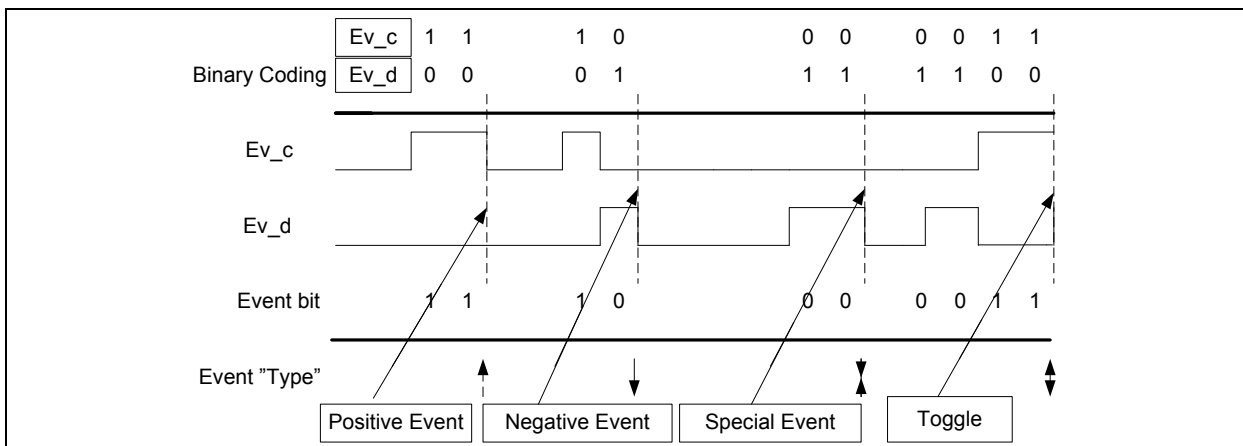 Ev_c 1 1 1 0 0 0 0 0 1 1
Binary Coding Ev_d 0 0 0 1 1 1 1 1 0 0
Ev_c
Ev_d
Event bit 1 1 1 0 0 0 0 0 1 1
Event ”Type”
Positive Event Negative Event Special Event Toggle